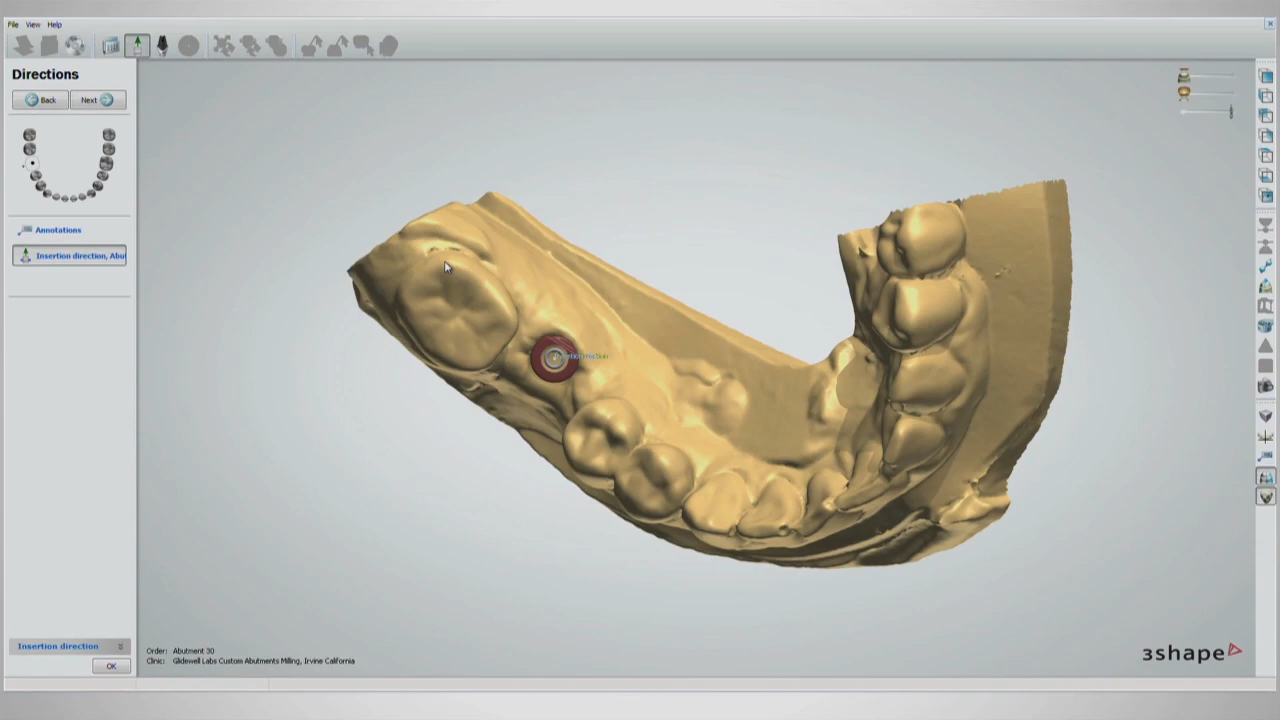 File View Help
Directions
Back Next
Annotations
Insertion direction, Abut
Insertion direction
OK
Order: Abutment 30
Clinic: Glidewell Labs Custom Abutments Milling, Irvine California
3shape